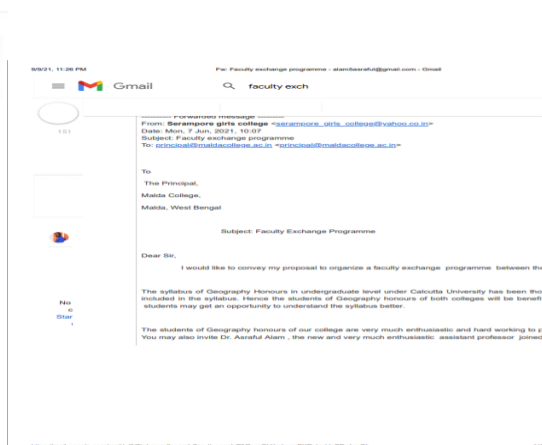 9/9/21, 11:26 PM Fw: Faculty exchange programme - alam8asraful@gmail.com - Gmail
Gmail faculty exch
---------- Forwarded message ---------
From: Serampore girls college <serampore_girls_college@yahoo.co.in>
151
Date: Mon, 7 Jun, 2021, 10:07
Subject: Faculty exchange programme
To: principal@maldacollege.ac.in <principal@maldacollege.ac.in>
To
The Principal,
Malda College,
Malda, West Bengal
Subject: Faculty Exchange Programme
Dear Sir,
I would like to convey my proposal to organize a faculty exchange programme between the
The syllabus of Geography Honours in undergraduate level under Calcutta University has been tho
included in the syllabus. Hence the students of Geography honours of both colleges will be benefi
students may get an opportunity to understand the syllabus better.
No
c
Star
The students of Geography honours of our college are very much enthusiastic and hard working to p
You may also invite Dr. Asraful Alam , the new and very much enthusiastic assistant professor joined